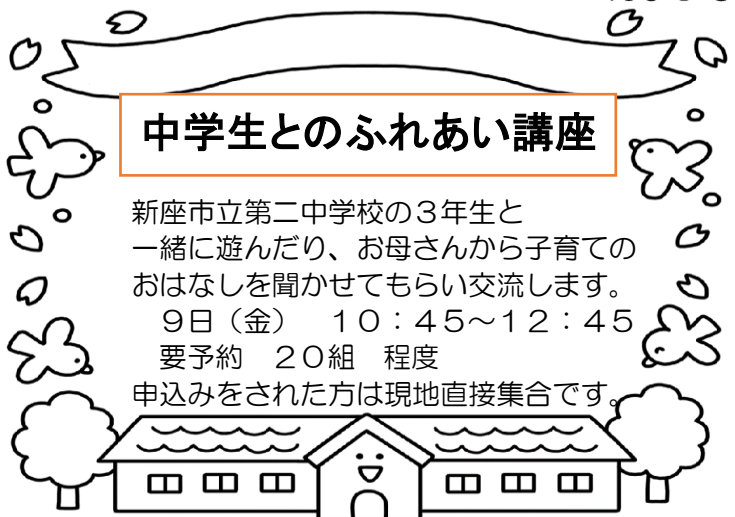 中学生とのふれあい講座
新座市立第二中学校の３年生と
一緒に遊んだり、お母さんから子育ての
おはなしを聞かせてもらい交流します。
９日（金）　１０：４５～１２：４５
要予約　２０組　程度
申込みをされた方は現地直接集合です。